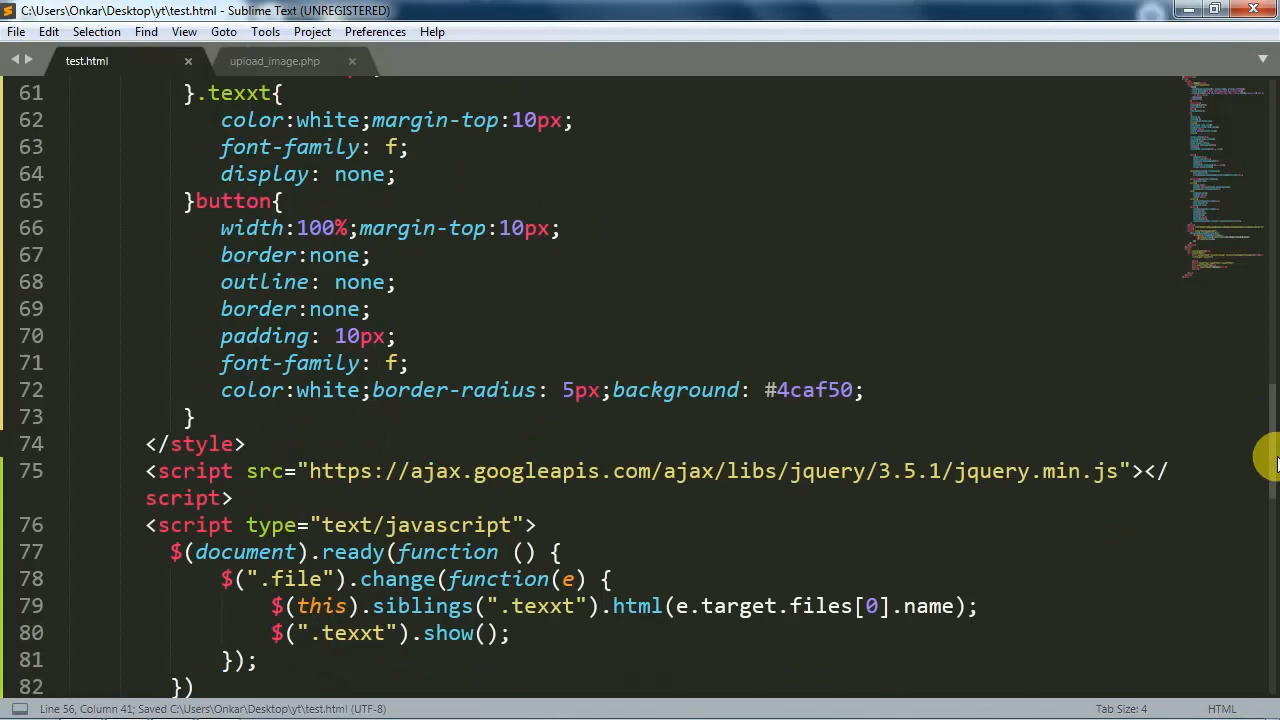 C:\Users\Onkar\Desktop\yt\test.html - Sublime Text (UNREGISTERED)
File Edit Selection Find View Goto Tools Project Preferences Help
test.html upload_image.php
61 }.texxt{
62 color:white;margin-top:10px;
63 font-family: f;
64 display: none;
65 }button{
66 width:100%;margin-top:10px;
67 border:none;
68 outline: none;
69 border:none;
70 padding: 10px;
71 font-family: f;
72 color:white;border-radius: 5px;background: #4caf50;
73 }
74 </style>
75 <script src="https://ajax.googleapis.com/ajax/libs/jquery/3.5.1/jquery.min.js"></
script>
76 <script type="text/javascript">
77 $(document).ready(function () {
78 $(".file").change(function(e) {
79 $(this).siblings(".texxt").html(e.target.files[0].name);
80 $(".texxt").show();
81 });
82 })
Line 56, Column 41; Saved C:\Users\Onkar\Desktop\yt\test.html (UTF-8) Tab Size: 4 HTML